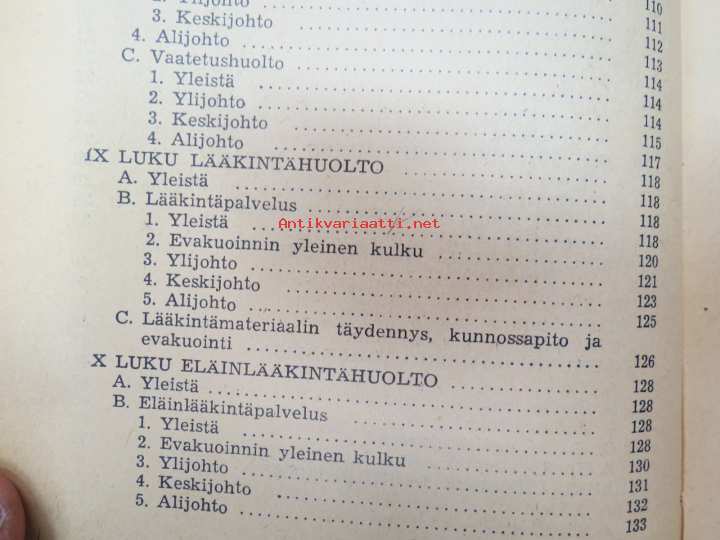 110
2. Ylijohto 111
3. Keskijohto 112
4. Alijohto 113
C. Vaatetushuolto 114
1. Yleistä 114
2. Ylijohto 114
3. Keskijohto 115
4. Alijohto 117
IX LUKU LÄÄKINTÄHUOLTO 118
A. Yleistä 118
B. Lääkintäpalvelus 118
1. Yleistä 118
Antikvariaatti.net
2. Evakuoinnin yleinen kulku 120
3. Ylijohto 121
4. Keskijohto 123
5. Alijohto 125
C. Lääkintämateriaalin täydennys, kunnossapito ja
evakuointi 126
X LUKU ELÄINLÄÄKINTÄHUOLTO 128
A. Yleistä 128
B. Eläinlääkintäpalvelus 128
1. Yleistä 128
2. Evakuoinnin yleinen kulku 130
3. Ylijohto 131
4. Keskijohto 132
5. Alijohto 133